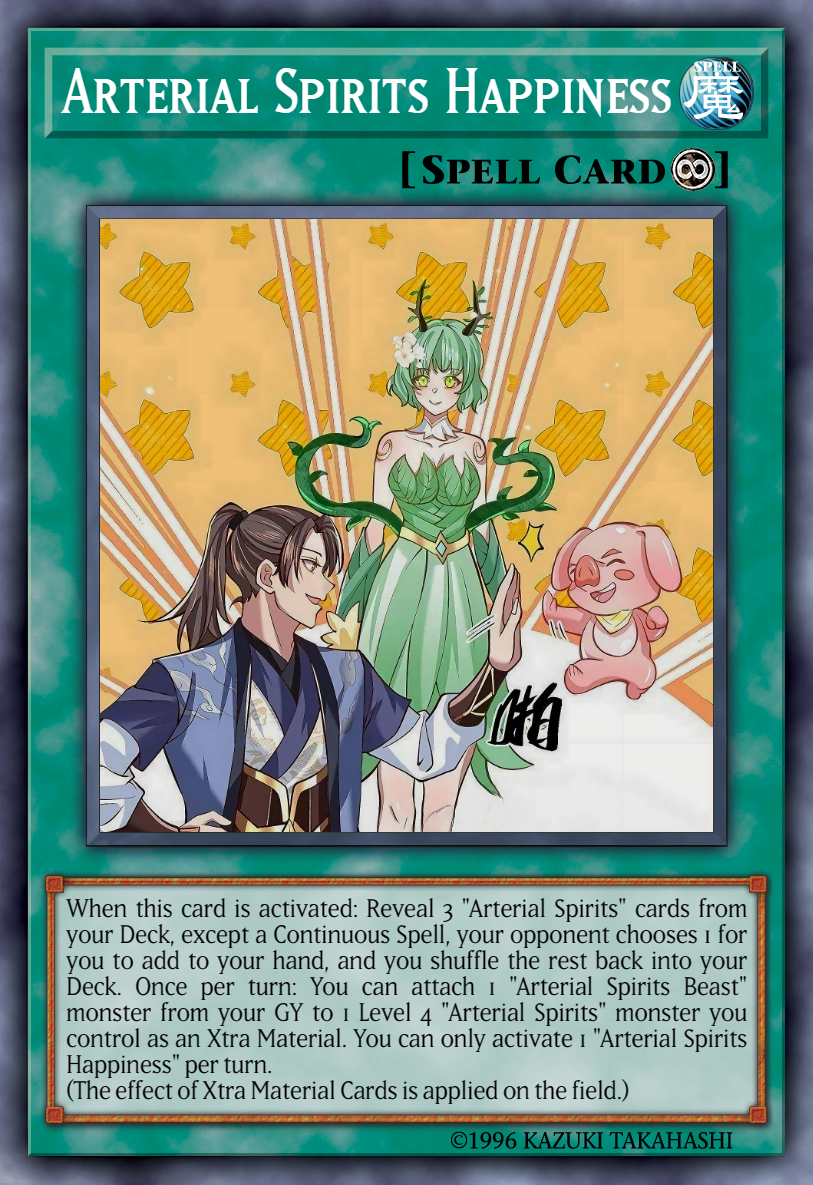 ARTERIAL SPIRITS HAPPINESS
SPELL
魔
[SPELL CARD ]
啪
When this card is activated: Reveal 3 "Arterial Spirits" cards from
your Deck, except a Continuous Spell, your opponent chooses 1 for
you to add to your hand, and you shuffle the rest back into your
Deck. Once per turn: You can attach 1 "Arterial Spirits Beast"
monster from your GY to 1 Level 4 "Arterial Spirits" monster you
control as an Xtra Material. You can only activate 1 "Arterial Spirits
Happiness" per turn.
(The effect of Xtra Material Cards is applied on the field.)
©1996 KAZUKI TAKAHASHI